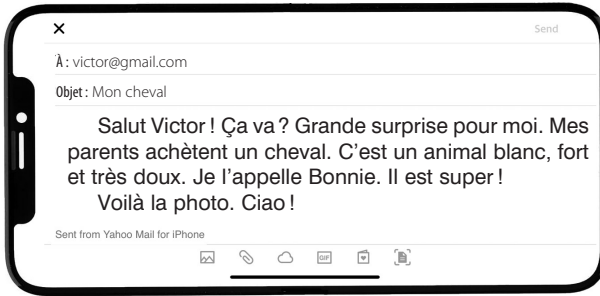 Send
À : victor@gmail.com
Objet : Mon cheval
Salut Victor ! Ça va ? Grande surprise pour moi. Mes
parents achètent un cheval. C'est un animal blanc, fort
et très doux. Je l'appelle Bonnie. Il est super !
Voilà la photo. Ciao !
Sent from Yahoo Mail for iPhone
GIF